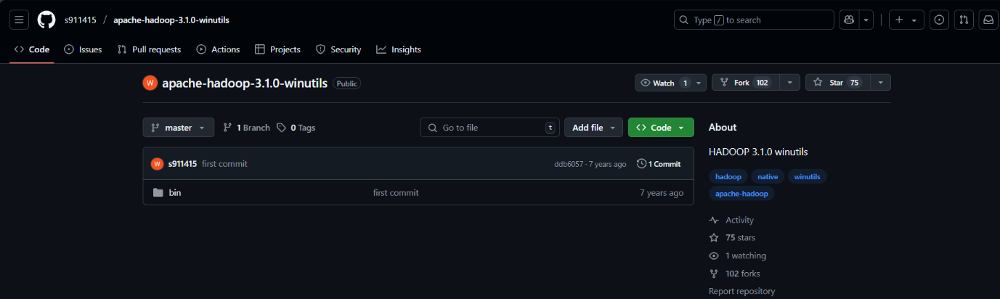 s911415 / apache-hadoop-3.1.0-winutils Type / to search
Code Issues Pull requests Actions Projects Security Insights
W apache-hadoop-3.1.0-winutils Public Watch 1 Fork 102 Star 75
master 1 Branch 0 Tags Go to file t Add file Code
About
HADOOP 3.1.0 winutils
W s911415 first commit ddb6057 · 7 years ago 1 Commit
hadoop native winutils
apache-hadoop
bin first commit 7 years ago
Activity
75 stars
1 watching
102 forks
Report repository